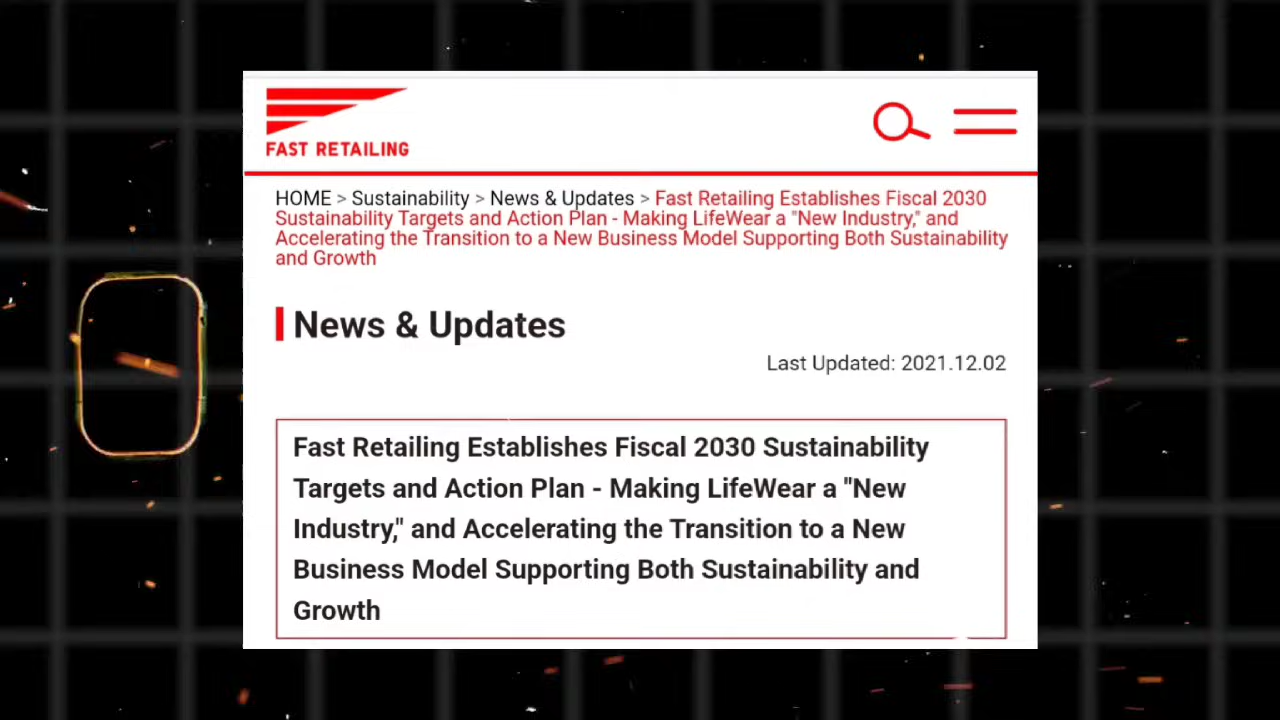 FAST RETAILING
HOME > Sustainability > News & Updates > Fast Retailing Establishes Fiscal 2030
Sustainability Targets and Action Plan - Making LifeWear a "New Industry," and
Accelerating the Transition to a New Business Model Supporting Both Sustainability
and Growth
News & Updates
Last Updated: 2021.12.02
Fast Retailing Establishes Fiscal 2030 Sustainability
Targets and Action Plan - Making LifeWear a "New
Industry," and Accelerating the Transition to a New
Business Model Supporting Both Sustainability and
Growth